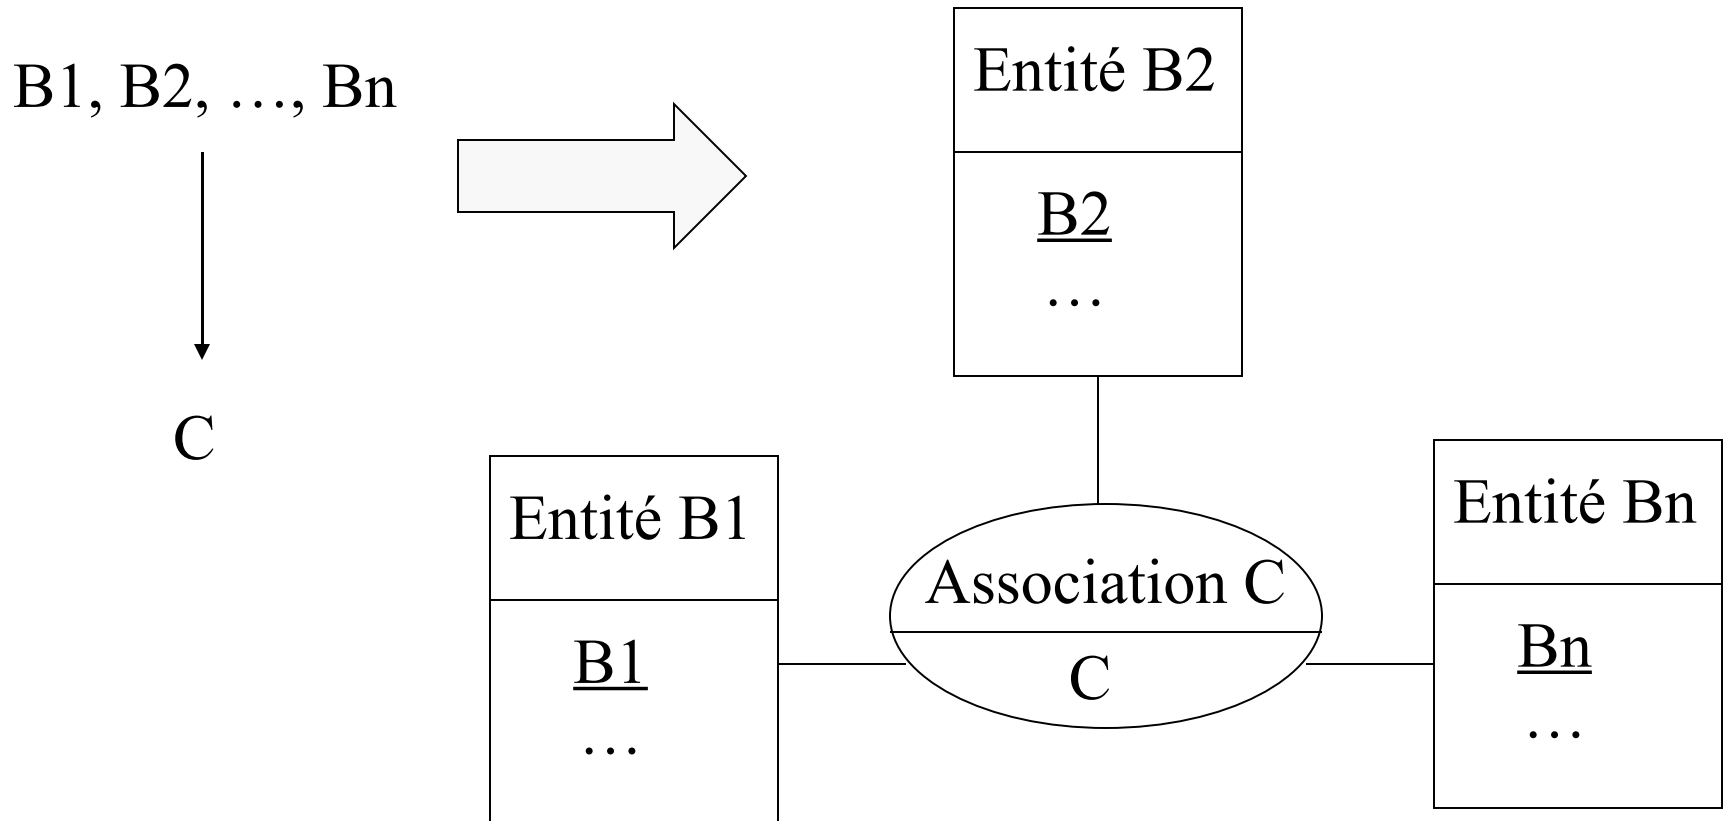 B1, B2, …, Bn
C
Entité B2
B2
…
Entité B1
B1
…
Association C
C
Entité Bn
Bn
…